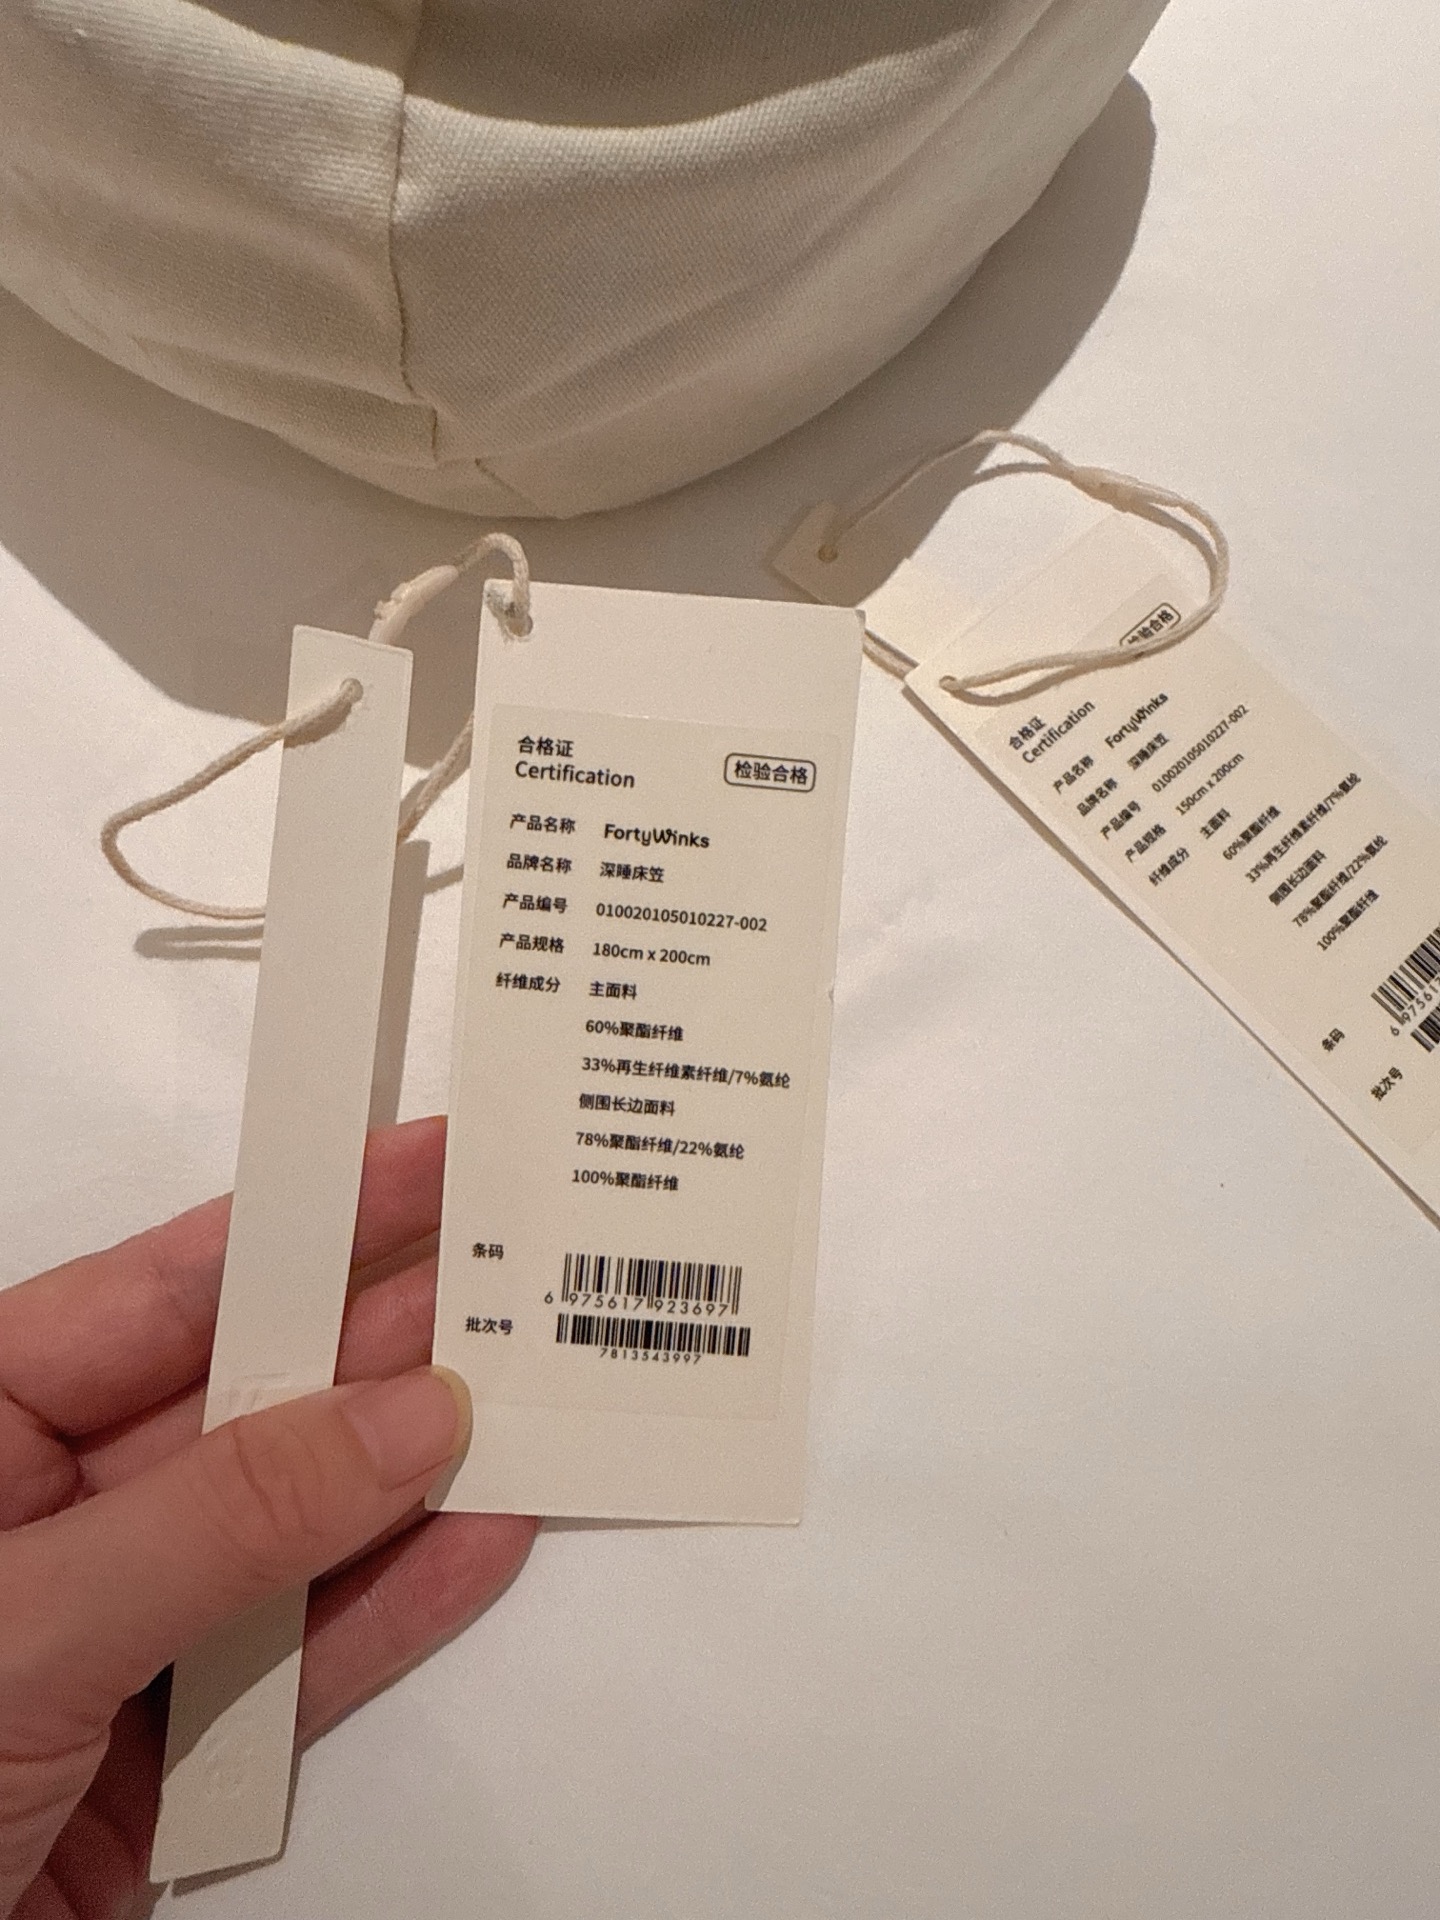 合格证
Certification
检验合格
产品名称 FortyWinks
品牌名称 深睡床笠
产品编号 010020105010227-002
产品规格 180cm x 200cm
纤维成分 主面料
60%聚酯纤维
33%再生纤维素纤维/7%氨纶
侧围长边面料
78%聚酯纤维/22%氨纶
100%聚酯纤维
条码
6 975617 923697
批次号
7813543997
检验合格
合格证
Certification
产品名称 FortyWinks
品牌名称 深睡床笠
产品编号 010020105010227-002
产品规格 150cm x 200cm
纤维成分 主面料
60%聚酯纤维
33%再生纤维素纤维/7%氨纶
侧围长边面料
78%聚酯纤维/22%氨纶
100%聚酯纤维
条码
6 97561
批次号